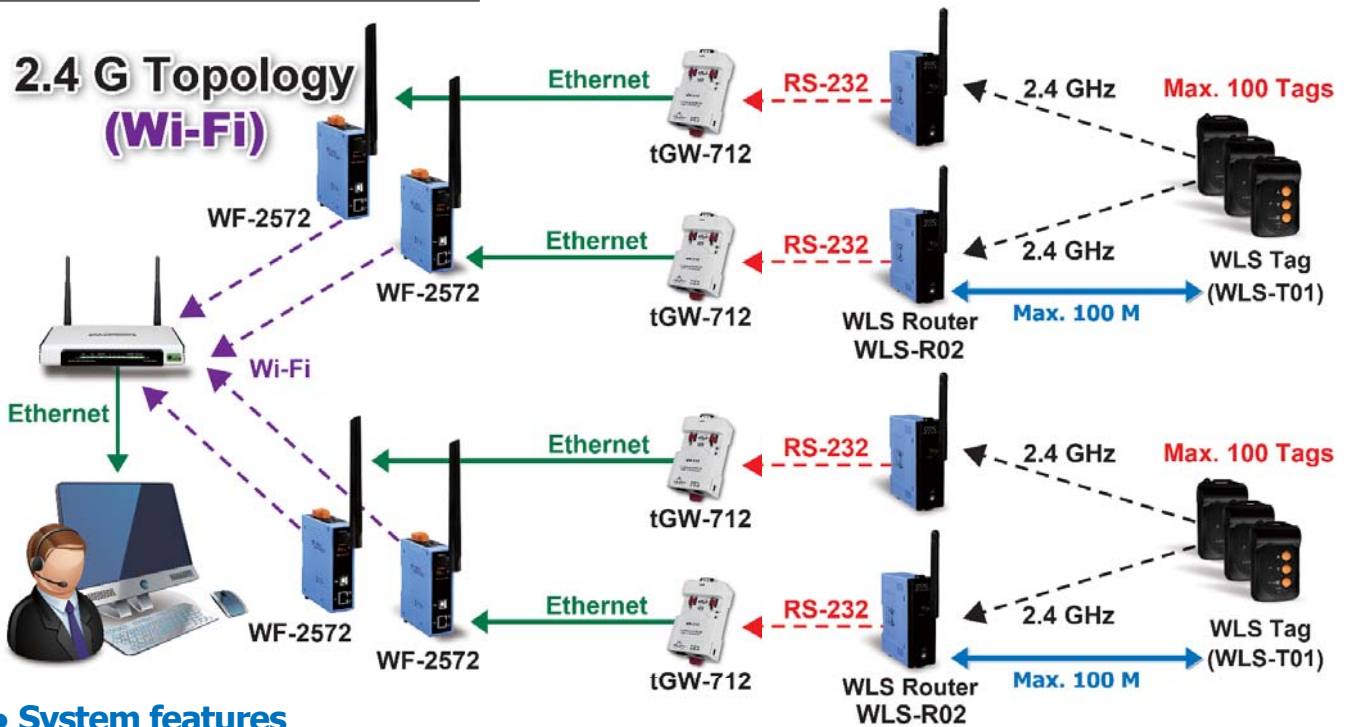 2.4 G Topology
(Wi-Fi)
Ethernet
RS-232
2.4 GHz
Max. 100 Tags
tGW-712
WF-2572
Ethernet
RS-232
2.4 GHz
WLS Tag
(WLS-T01)
WF-2572
tGW-712
WLS Router
WLS-R02
Max. 100 M
Wi-Fi
Ethernet
Ethernet
RS-232
2.4 GHz
Max. 100 Tags
tGW-712
WF-2572
Ethernet
RS-232
2.4 GHz
WLS Tag
(WLS-T01)
WF-2572
tGW-712
WLS Router
WLS-R02
Max. 100 M
• System features